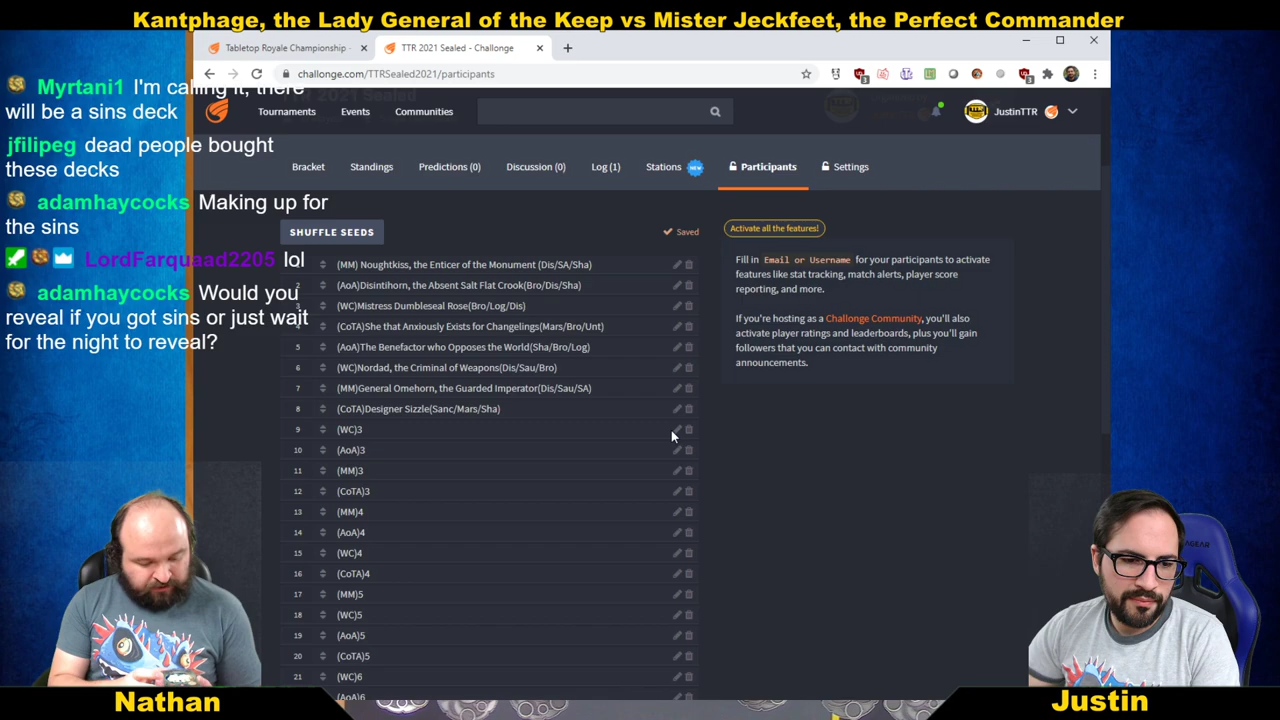 Kantphage, the Lady General of the Keep vs Mister Jeckfeet, the Perfect Commander
Tabletop Royale Championship -
TTR 2021 Sealed - Challonge
challonge.com/TTRSealed2021/participants
TTR 2021 Sealed
Tournaments
Events
Communities
JustinTTR
Bracket
Standings
Predictions (0)
Discussion (0)
Log (1)
Stations
NEW
Participants
Settings
Myrtani1 I'm calling it, there
will be a sins deck
jfilipeg dead people bought
these decks
adamhaycocks Making up for
the sins
LordFarquaad2205 lol
adamhaycocks Would you
reveal if you got sins or just wait
for the night to reveal?
SHUFFLE SEEDS
Saved
(MM) Noughtkiss, the Enticer of the Monument (Dis/SA/Sha)
2 (AoA)Disintihorn, the Absent Salt Flat Crook(Bro/Dis/Sha)
3 (WC)Mistress Dumbleseal Rose(Bro/Log/Dis)
4 (CoTA)She that Anxiously Exists for Changelings(Mars/Bro/Unt)
5 (AoA)The Benefactor who Opposes the World(Sha/Bro/Log)
6 (WC)Nordad, the Criminal of Weapons(Dis/Sau/Bro)
7 (MM)General Omehorn, the Guarded Imperator(Dis/Sau/SA)
8 (CoTA)Designer Sizzle(Sanc/Mars/Sha)
9 (WC)3
10 (AoA)3
11 (MM)3
12 (CoTA)3
13 (MM)4
14 (AoA)4
15 (WC)4
16 (CoTA)4
17 (MM)5
18 (WC)5
19 (AoA)5
20 (CoTA)5
21 (WC)6
(AoA)6
Activate all the features!
Fill in Email or Username for your participants to activate
features like stat tracking, match alerts, player score
reporting, and more.
If you're hosting as a Challonge Community, you'll also
activate player ratings and leaderboards, plus you'll gain
followers that you can contact with community
announcements.
Nathan
Justin